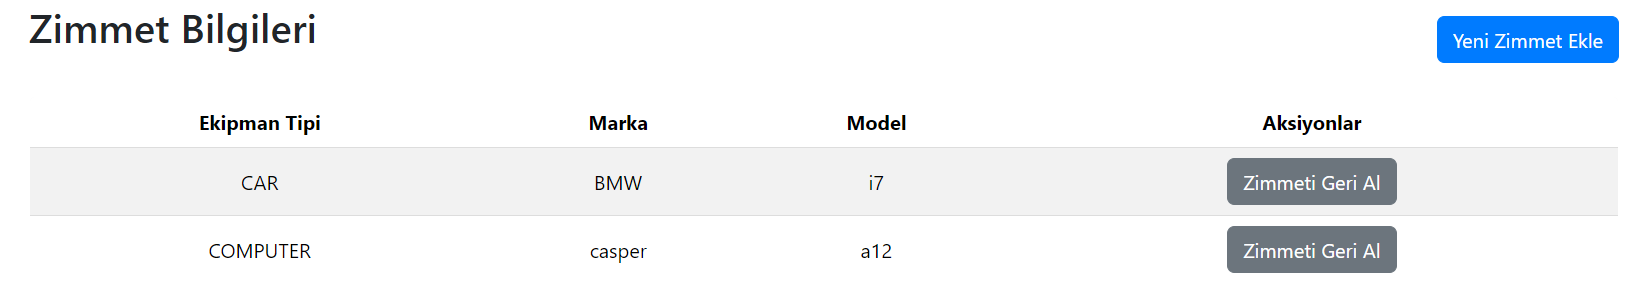 Zimmet Bilgileri
Yeni Zimmet Ekle
Ekipman Tipi Marka Model Aksiyonlar
CAR BMW i7 Zimmeti Geri Al
COMPUTER casper a12 Zimmeti Geri Al